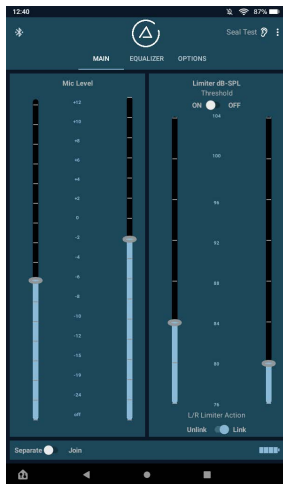 12:40
87%
Seal Test
MAIN EQUALIZER OPTIONS
Mic Level
+12
+10
+8
+6
+4
+2
0
-2
-4
-6
-8
-10
-12
-15
-19
-24
off
Limiter dB-SPL
Threshold
ON OFF
104
100
96
92
88
84
80
76
L/R Limiter Action
Unlink Link
Separate Join